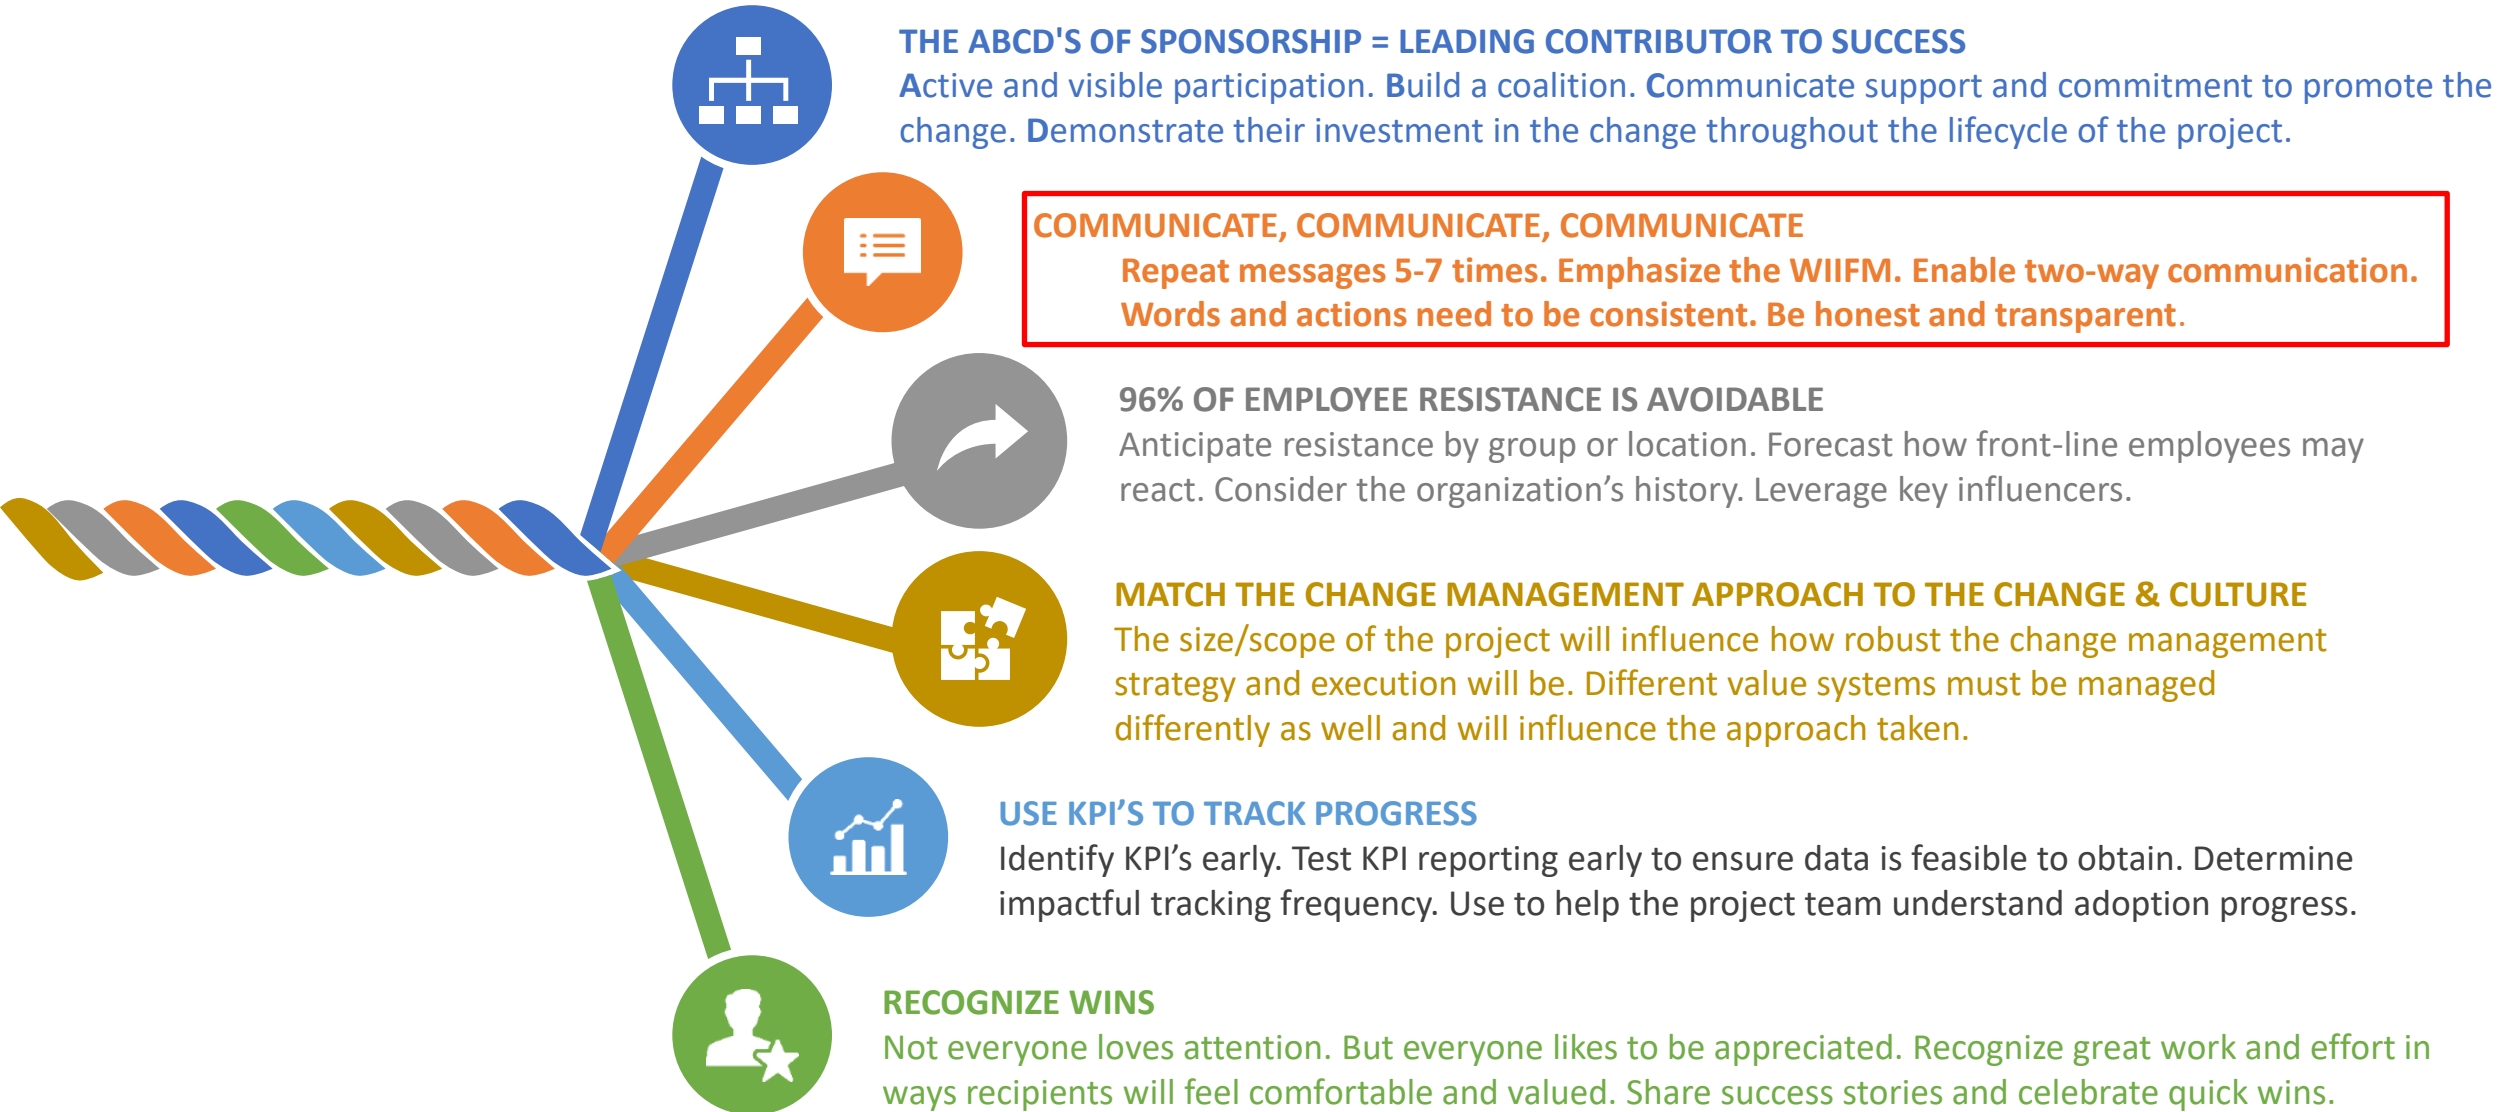 THE ABCD'S OF SPONSORSHIP = LEADING CONTRIBUTOR TO SUCCESS
Active and visible participation. Build a coalition. Communicate support and commitment to promote the
change. Demonstrate their investment in the change throughout the lifecycle of the project.
COMMUNICATE, COMMUNICATE, COMMUNICATE
Repeat messages 5-7 times. Emphasize the WIIFM. Enable two-way communication.
Words and actions need to be consistent. Be honest and transparent.
96% OF EMPLOYEE RESISTANCE IS AVOIDABLE
Anticipate resistance by group or location. Forecast how front-line employees may
react. Consider the organization’s history. Leverage key influencers.
MATCH THE CHANGE MANAGEMENT APPROACH TO THE CHANGE & CULTURE
The size/scope of the project will influence how robust the change management
strategy and execution will be. Different value systems must be managed
differently as well and will influence the approach taken.
USE KPI’S TO TRACK PROGRESS
Identify KPI’s early. Test KPI reporting early to ensure data is feasible to obtain. Determine
impactful tracking frequency. Use to help the project team understand adoption progress.
RECOGNIZE WINS
Not everyone loves attention. But everyone likes to be appreciated. Recognize great work and effort in
ways recipients will feel comfortable and valued. Share success stories and celebrate quick wins.